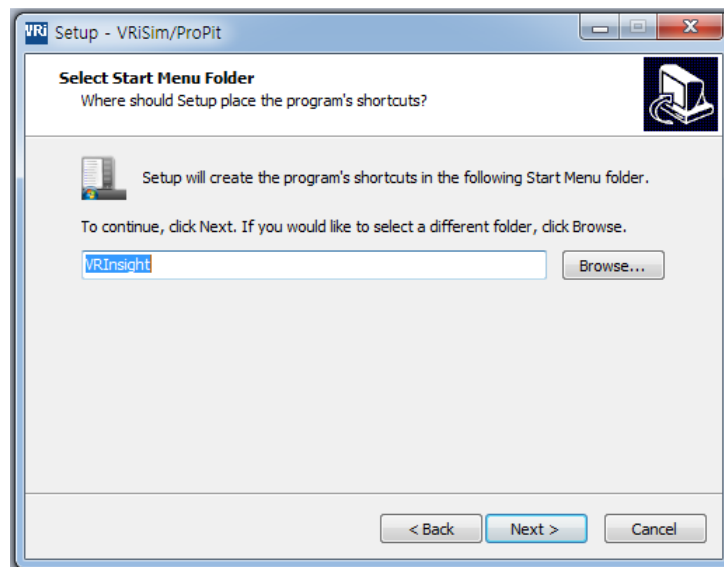 VRi Setup - VRiSim/ProPit
Select Start Menu Folder
Where should Setup place the program's shortcuts?
Setup will create the program's shortcuts in the following Start Menu folder.
To continue, click Next. If you would like to select a different folder, click Browse.
VRInsight
Browse...
< Back
Next >
Cancel